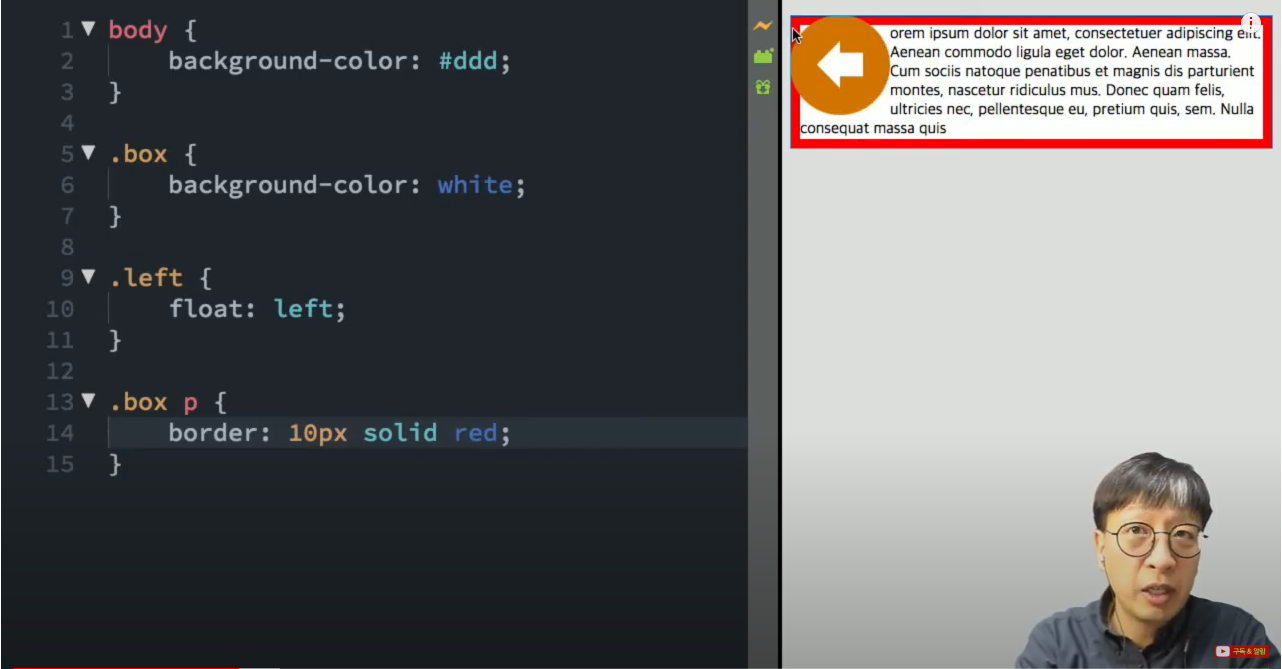 1 body {
2 background-color: #ddd;
3 }
4
5 .box {
6 background-color: white;
7 }
8
9 .left {
10 float: left;
11 }
12
13 .box p {
14 border: 10px solid red;
15 }
orem ipsum dolor sit amet, consectetuer adipiscing elit.
Aenean commodo ligula eget dolor. Aenean massa.
Cum sociis natoque penatibus et magnis dis parturient
montes, nascetur ridiculus mus. Donec quam felis,
ultricies nec, pellentesque eu, pretium quis, sem. Nulla
consequat massa quis
구독 & 알림